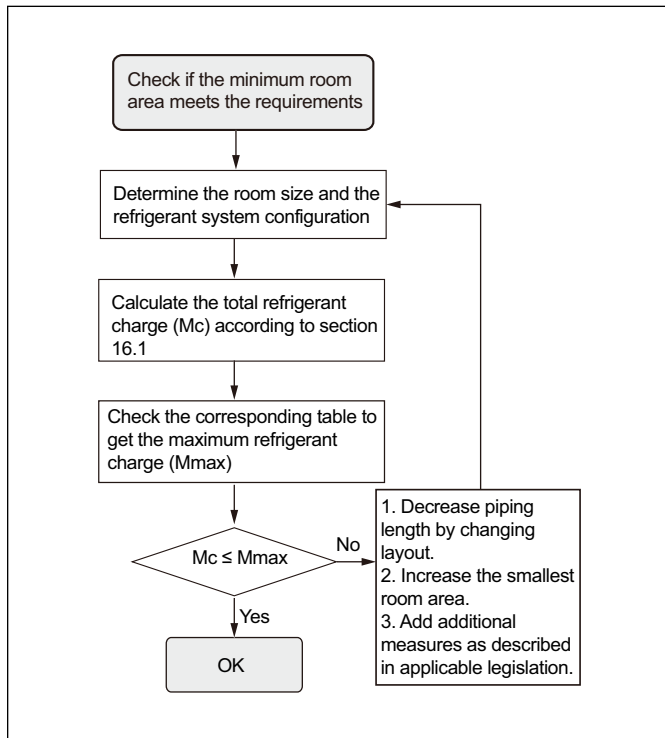 Check if the minimum room
area meets the requirements
Determine the room size and the
refrigerant system configuration
Calculate the total refrigerant
charge (Mc) according to section
16.1
Check the corresponding table to
get the maximum refrigerant
charge (Mmax)
Mc ≤ Mmax
No
1. Decrease piping
length by changing
layout.
2. Increase the smallest
room area.
3. Add additional
measures as described
in applicable legislation.
Yes
OK